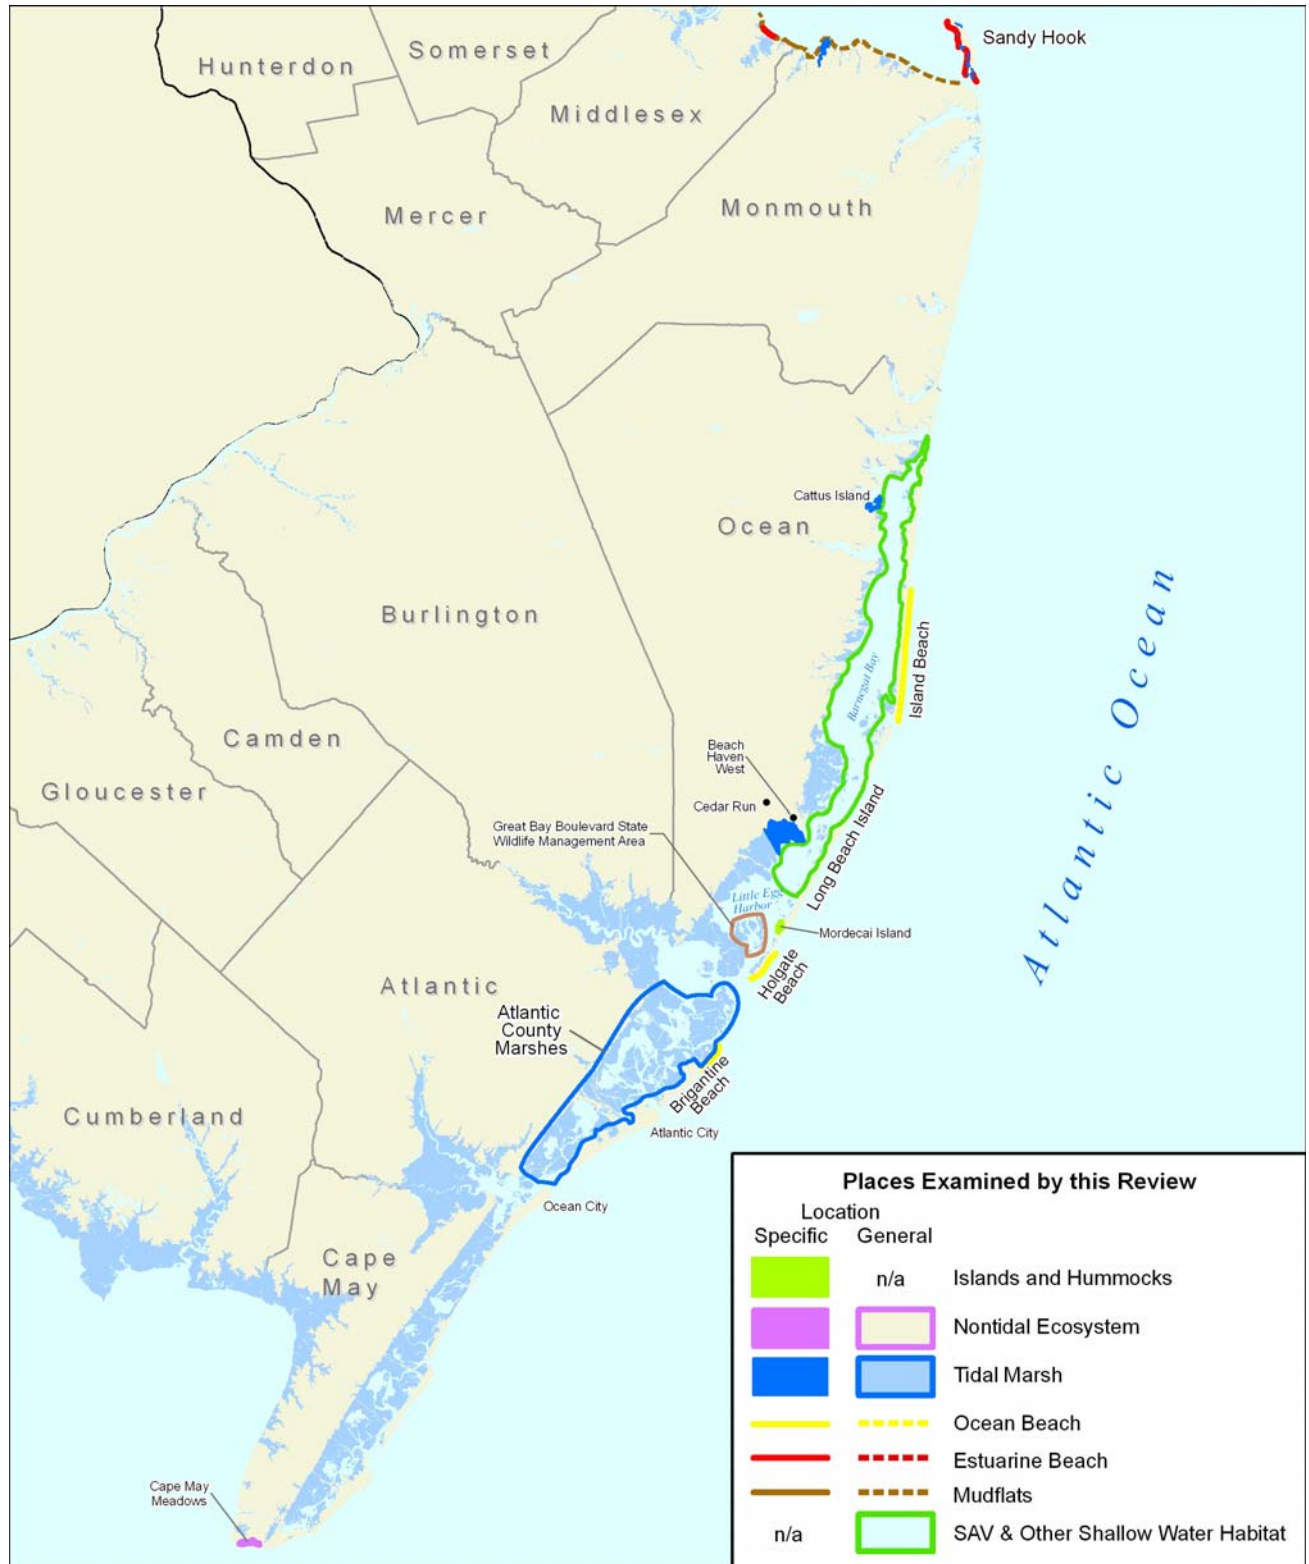 Sandy Hook
Somerset
Hunterdon
Middlesex
Mercer
Monmouth
Cattus Island
Ocean
Burlington
Island Beach
Barnegat Bay
Atlantic Ocean
Camden
Beach
Haven
West
Gloucester
Cedar Run
Great Bay Boulevard State
Wildlife Management Area
Long Beach Island
Little Egg
Harbor
Mordecai Island
Holgate
Beach
Atlantic
Atlantic
County
Marshes
Brigantine
Beach
Cumberland
Atlantic City
Ocean City
Cape
May
Cape May
Meadows
Places Examined by this Review
Location
Specific General
n/a Islands and Hummocks
Nontidal Ecosystem
Tidal Marsh
Ocean Beach
Estuarine Beach
Mudflats
n/a SAV & Other Shallow Water Habitat